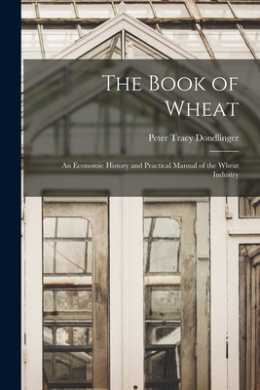 The Book of
Wheat
Peter Tracy Dondlinger
An Economic History and Practical Manual of the Wheat
Industry